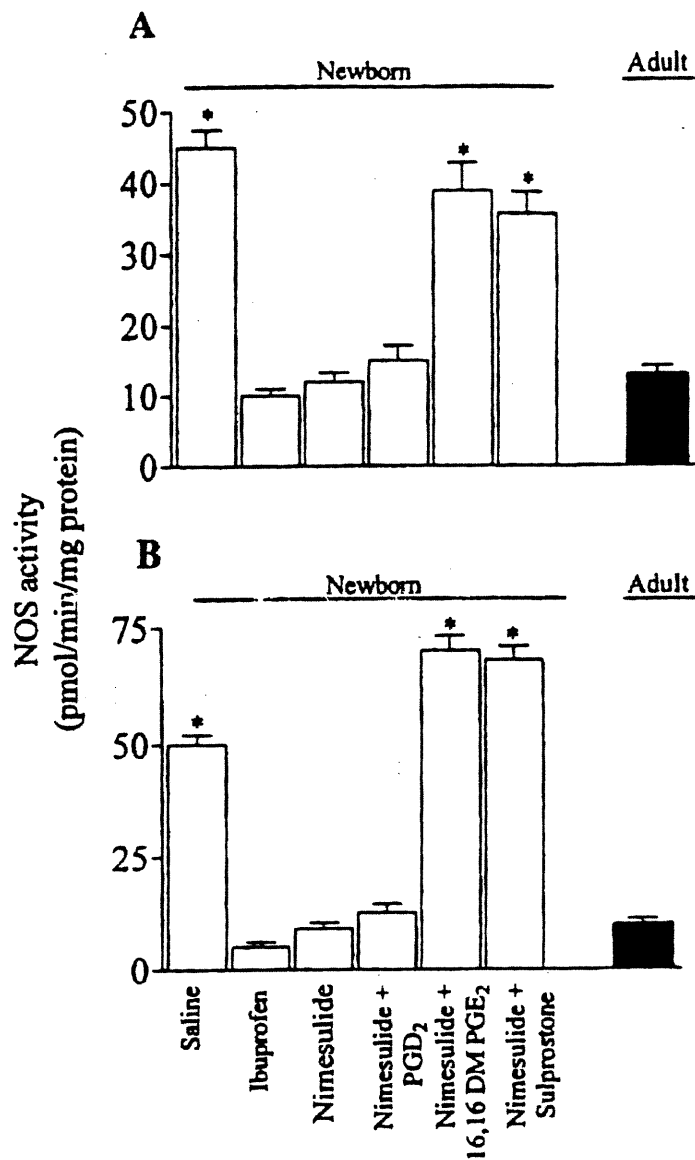 A
Newborn
Adult
*
*
*
50
40
30
20
10
0
NOS activity
(pmol/min/mg protein)
B
Newborn
Adult
*
*
*
75
50
25
0
Saline
Ibuprofen
Nimesulide
Nimesulide +
PGD2
Nimesulide +
16,16 DM PGE2
Nimesulide +
Sulprostone